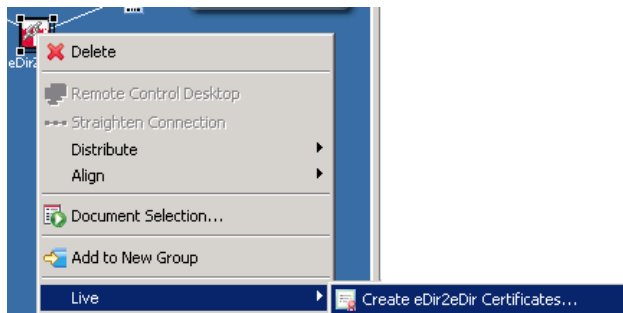 Delete
Remote Control Desktop
Straighten Connection
Distribute
Align
Document Selection...
Add to New Group
Live
Create eDir2eDir Certificates...